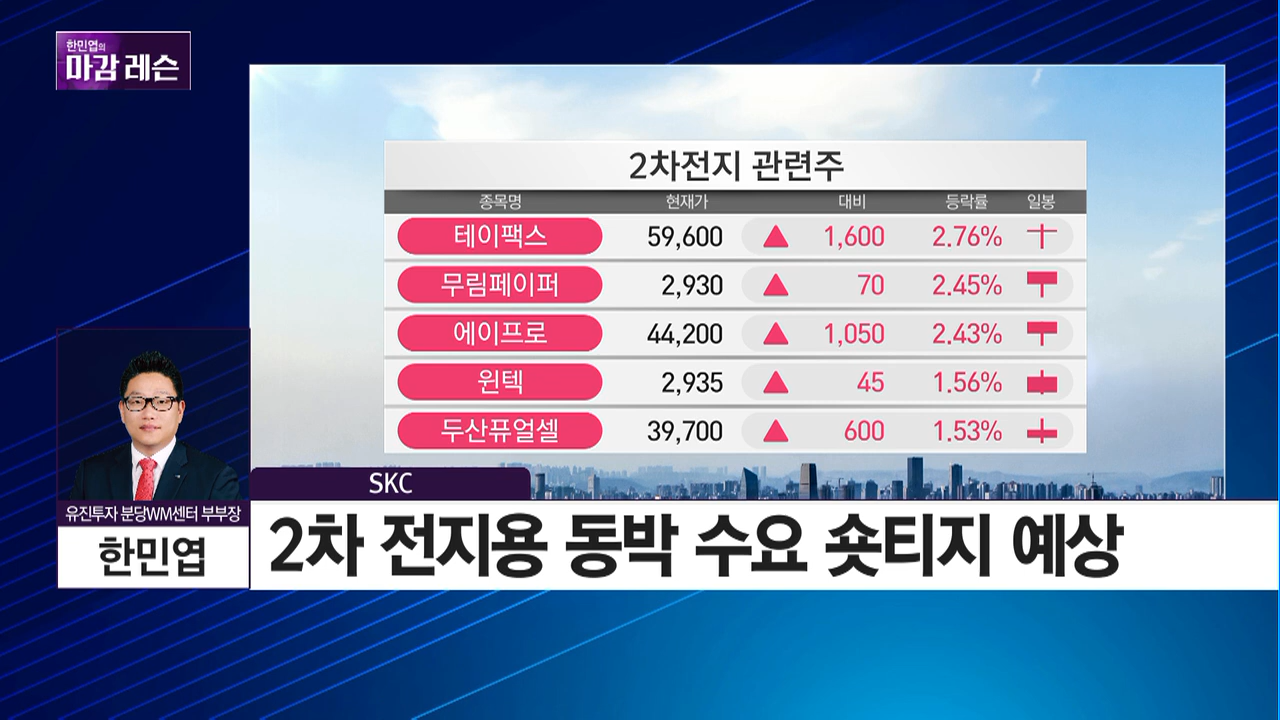 한민엽의
마감 레슨
2차전지 관련주
종목명 현재가 대비 등락률 일봉
테이팩스 59,600 ▲ 1,600 2.76%
무림페이퍼 2,930 ▲ 70 2.45%
에이프로 44,200 ▲ 1,050 2.43%
윈텍 2,935 ▲ 45 1.56%
두산퓨얼셀 39,700 ▲ 600 1.53%
SKC
2차 전지용 동박 수요 숏티지 예상
유진투자 분당WM센터 부부장
한민엽